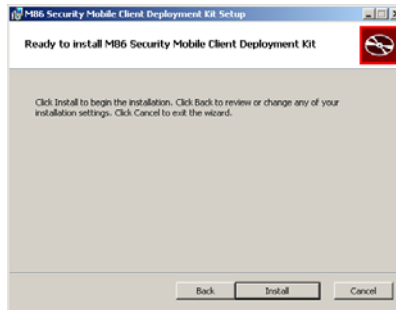 M86 Security Mobile Client Deployment Kit Setup
Ready to install M86 Security Mobile Client Deployment Kit
Click Install to begin the installation. Click Back to review or change any of your
installation settings. Click Cancel to exit the wizard.
Back Install Cancel